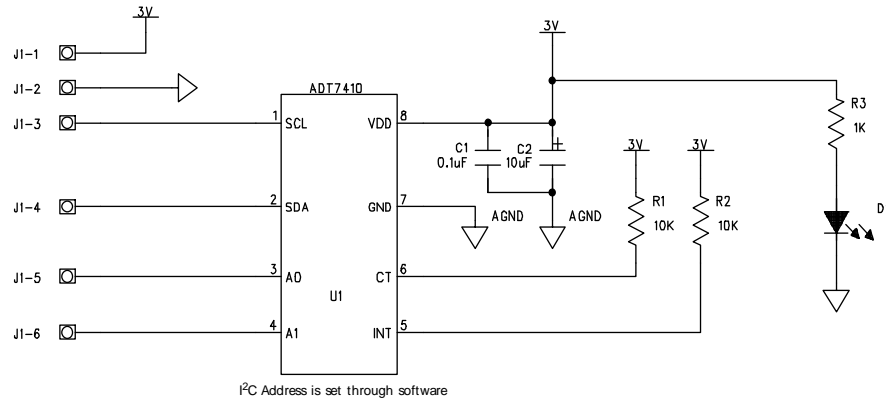 3V
3V
J1-1
J1-2
ADT7410
J1-3
1
SCL
VDD
8
R3
1K
C1
0.1uF
C2
10uF
+
3V
3V
J1-4
2
SDA
GND
7
AGND
AGND
R1
10K
R2
10K
D
J1-5
3
A0
CT
6
U1
J1-6
4
A1
INT
5
I²C Address is set through software